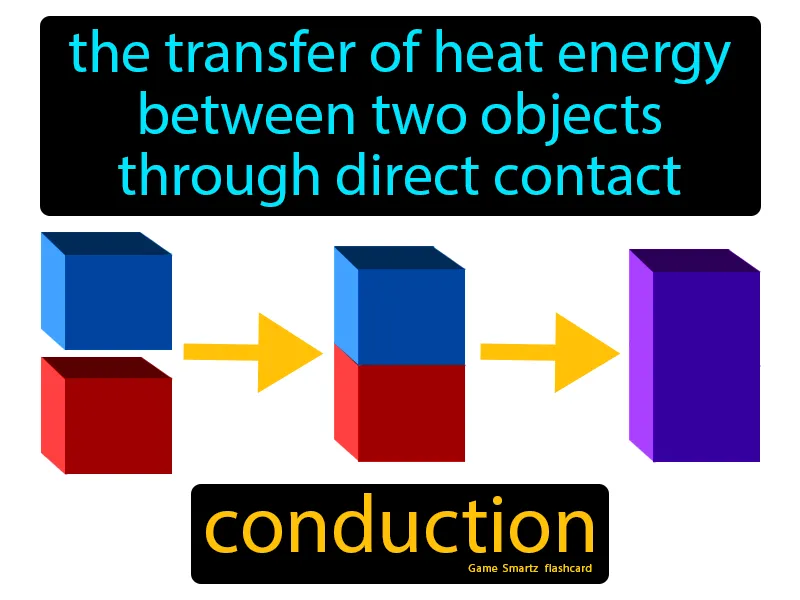 the transfer of heat energy
between two objects
through direct contact
conduction
Game Smartz flashcard